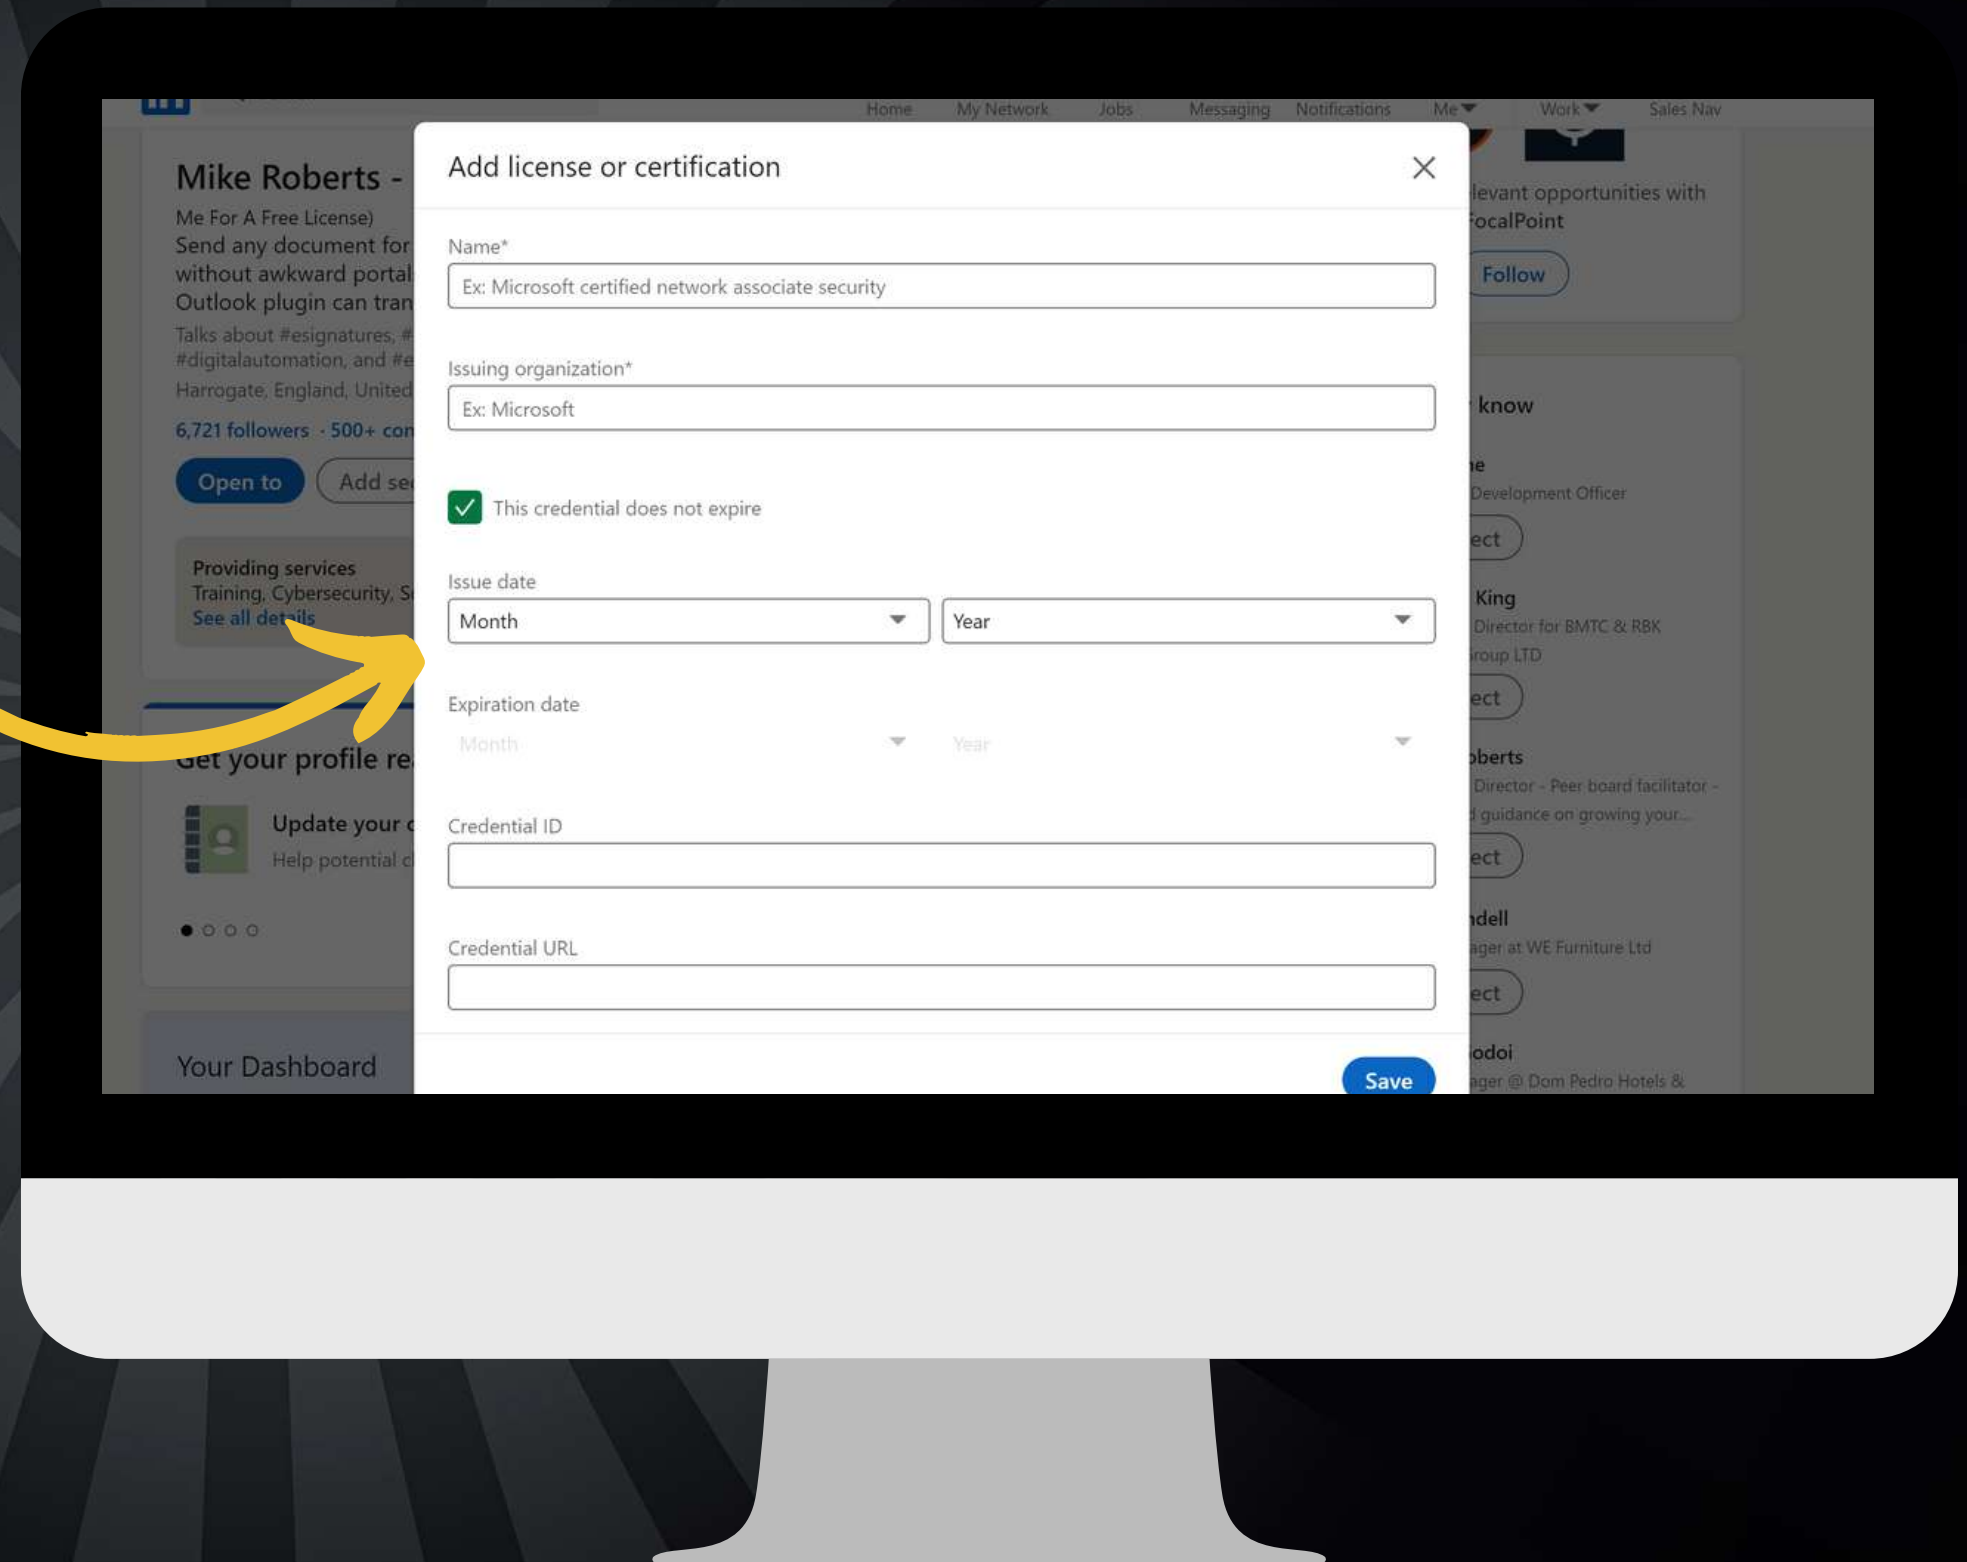 Home My Network Jobs Messaging Notifications Me Work Sales Nav
Mike Roberts -
Me For A Free License)
Send any document for
without awkward portal
Outlook plugin can tran
Talks about #esignatures, #
#digitalautomation, and #e
Harrogate, England, United
6,721 followers · 500+ con
Open to
Add sec
Providing services
Training, Cybersecurity, S
See all details
Get your profile re
Update your c
Help potential cl
Your Dashboard
Add license or certification
Name*
Ex: Microsoft certified network associate security
Issuing organization*
Ex: Microsoft
This credential does not expire
Issue date
Month Year
Expiration date
Month Year
Credential ID
Credential URL
Save
levant opportunities with
FocalPoint
Follow
know
ne
Development Officer
ect
King
Director for BMTC & RBK
Group LTD
ect
oberts
Director - Peer board facilitator -
d guidance on growing your...
ect
ndell
ager at WE Furniture Ltd
ect
odoi
ager @ Dom Pedro Hotels &